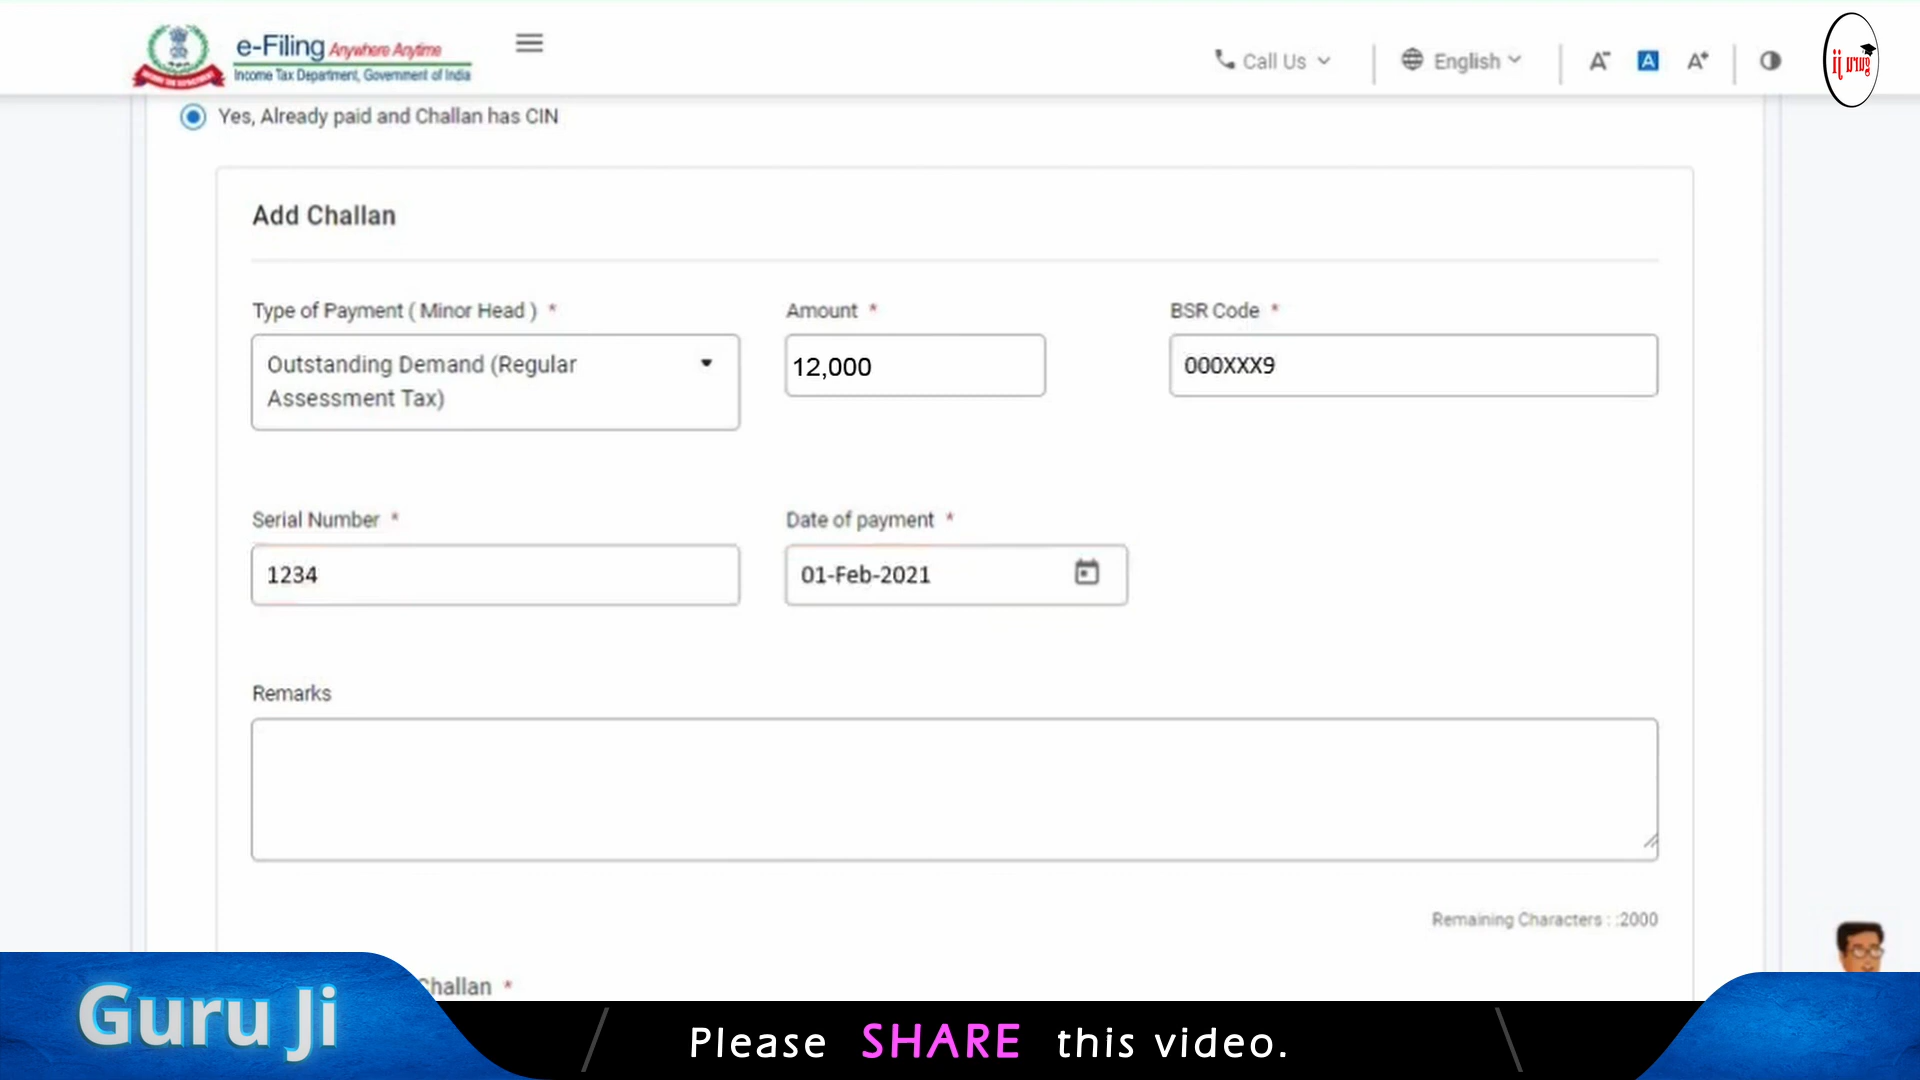 e-Filing Anywhere Anytime
Income Tax Department, Government of India
Call Us
English
A-
A
A+
Yes, Already paid and Challan has CIN
Add Challan
Type of Payment ( Minor Head ) *
Amount *
BSR Code *
Outstanding Demand (Regular
Assessment Tax)
12,000
000XXX9
Serial Number *
Date of payment *
1234
01-Feb-2021
Remarks
Remaining Characters : :2000
Challan *
Guru Ji
Please SHARE this video.